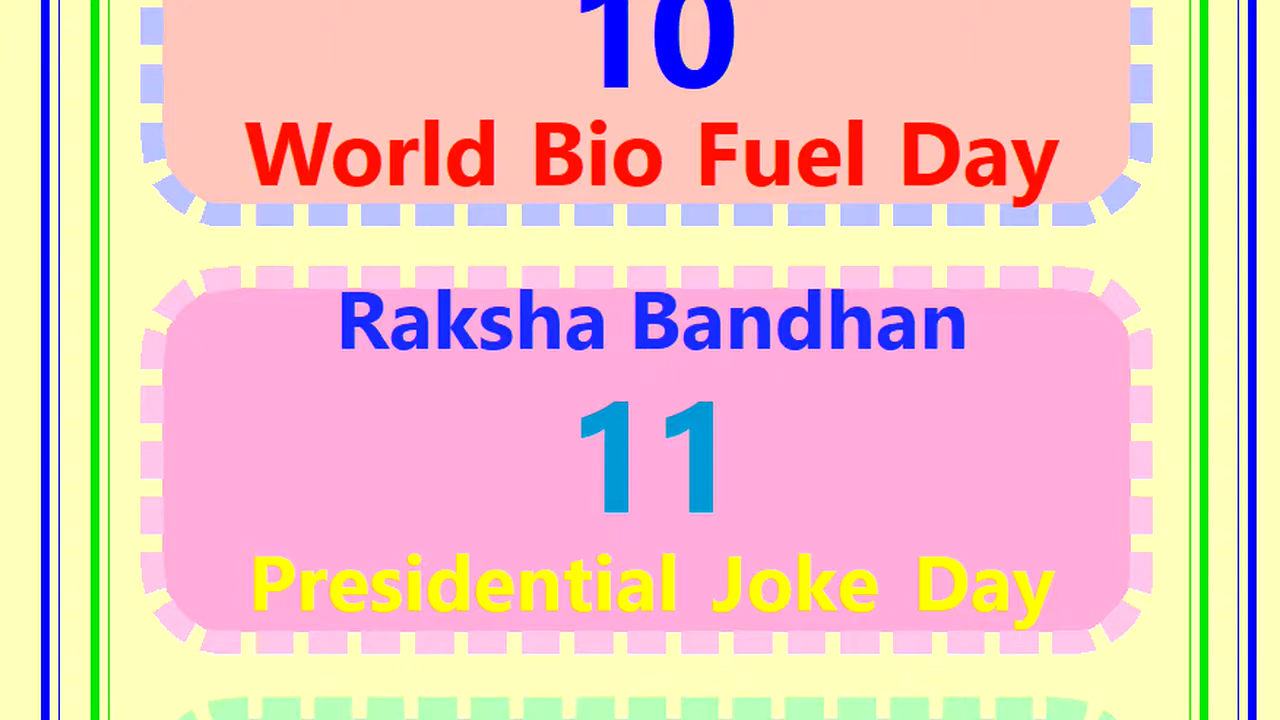 10
World Bio Fuel Day
Raksha Bandhan
11
Presidential Joke Day